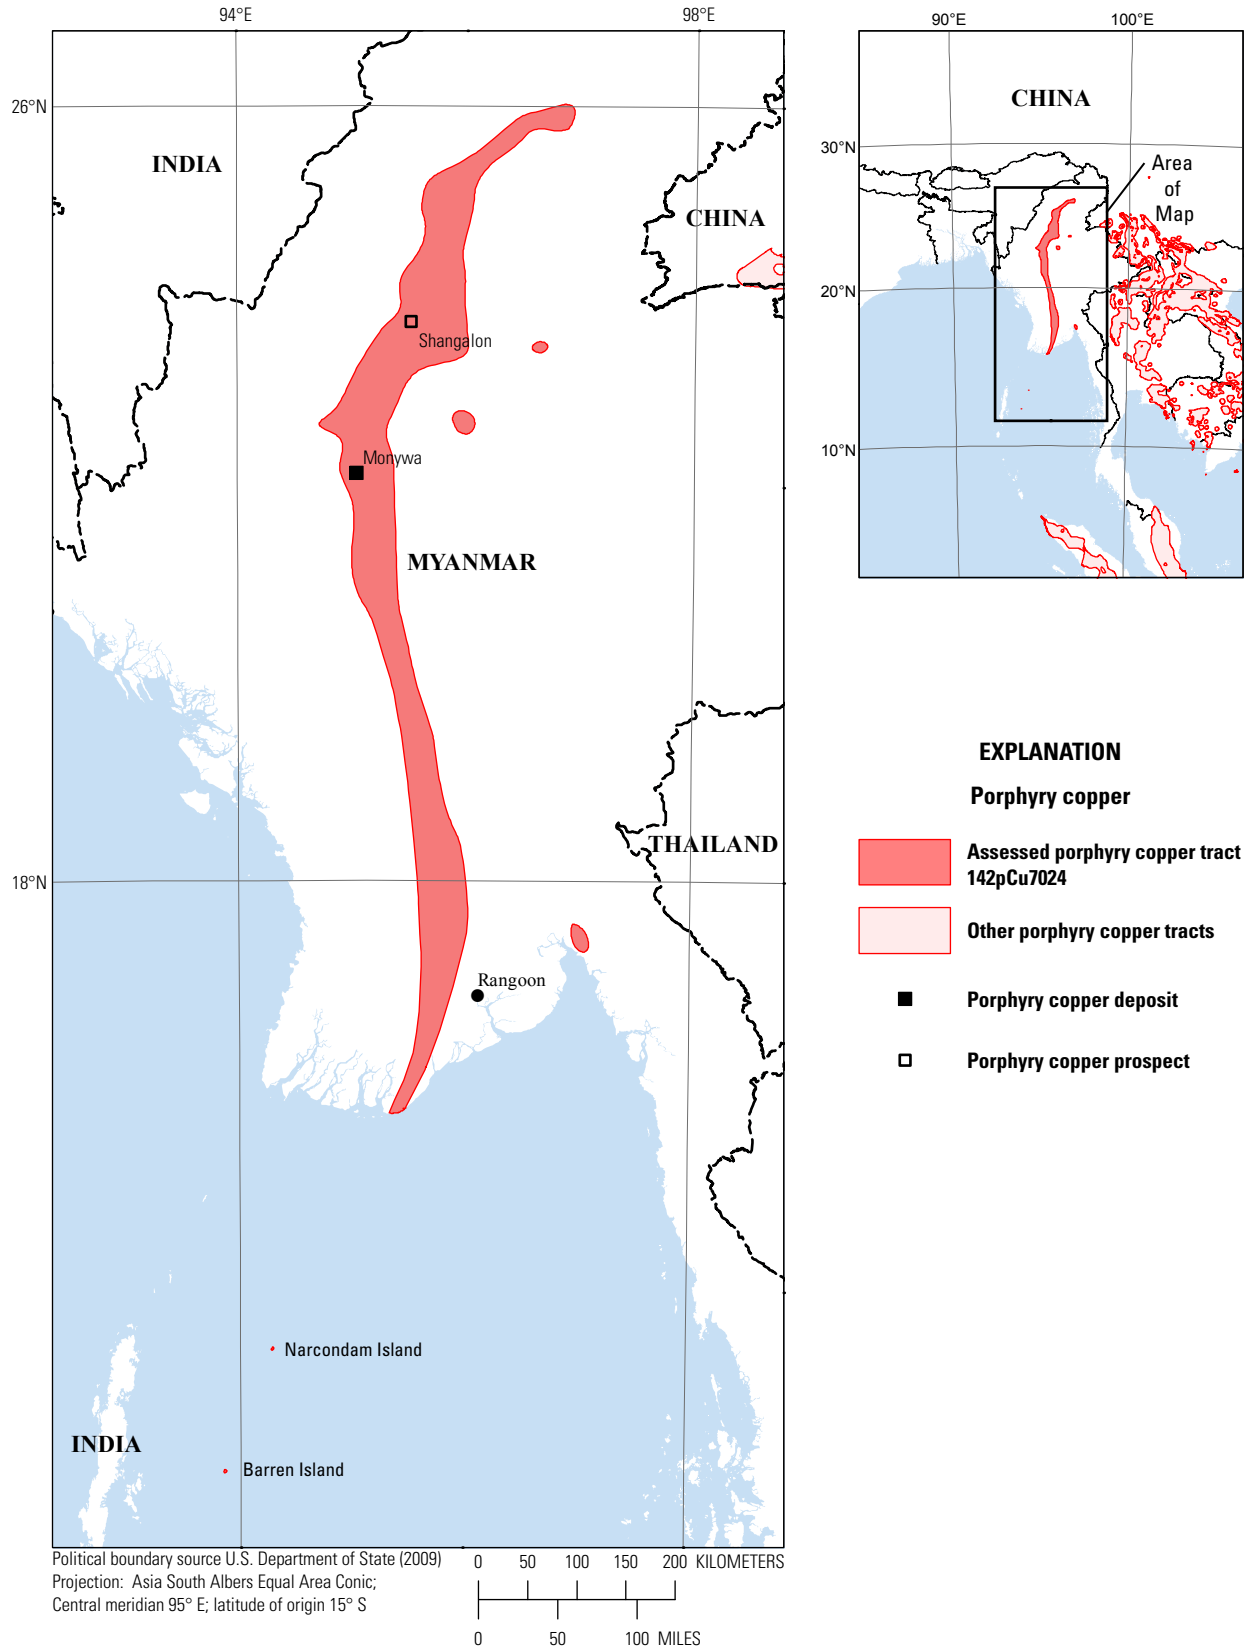 94°E
98°E
26°N
INDIA
CHINA
Shangalon
Monywa
MYANMAR
THAILAND
18°N
Rangoon
Narcondam Island
INDIA
Barren Island
Political boundary source U.S. Department of State (2009)
Projection: Asia South Albers Equal Area Conic;
Central meridian 95° E; latitude of origin 15° S
0 50 100 150 200 KILOMETERS
0 50 100 MILES
90°E
100°E
CHINA
30°N
Area
of
Map
20°N
10°N
EXPLANATION
Porphyry copper
Assessed porphyry copper tract
142pCu7024
Other porphyry copper tracts
Porphyry copper deposit
Porphyry copper prospect